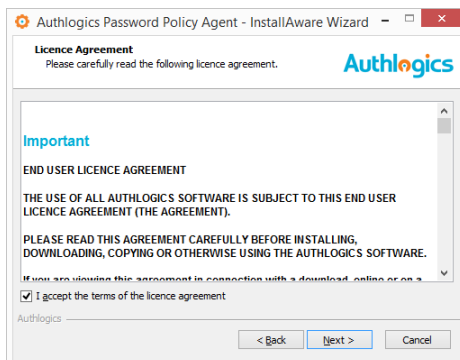 Authlogics Password Policy Agent - InstallAware Wizard
Licence Agreement
Please carefully read the following licence agreement.
Authlogics
Important
END USER LICENCE AGREEMENT
THE USE OF ALL AUTHLOGICS SOFTWARE IS SUBJECT TO THIS END USER
LICENCE AGREEMENT (THE AGREEMENT).
PLEASE READ THIS AGREEMENT CAREFULLY BEFORE INSTALLING,
DOWNLOADING, COPYING OR OTHERWISE USING THE AUTHLOGICS SOFTWARE.
If you are viewing this agreement in connection with a download, online or on a
I accept the terms of the licence agreement
Authlogics
< Back
Next >
Cancel